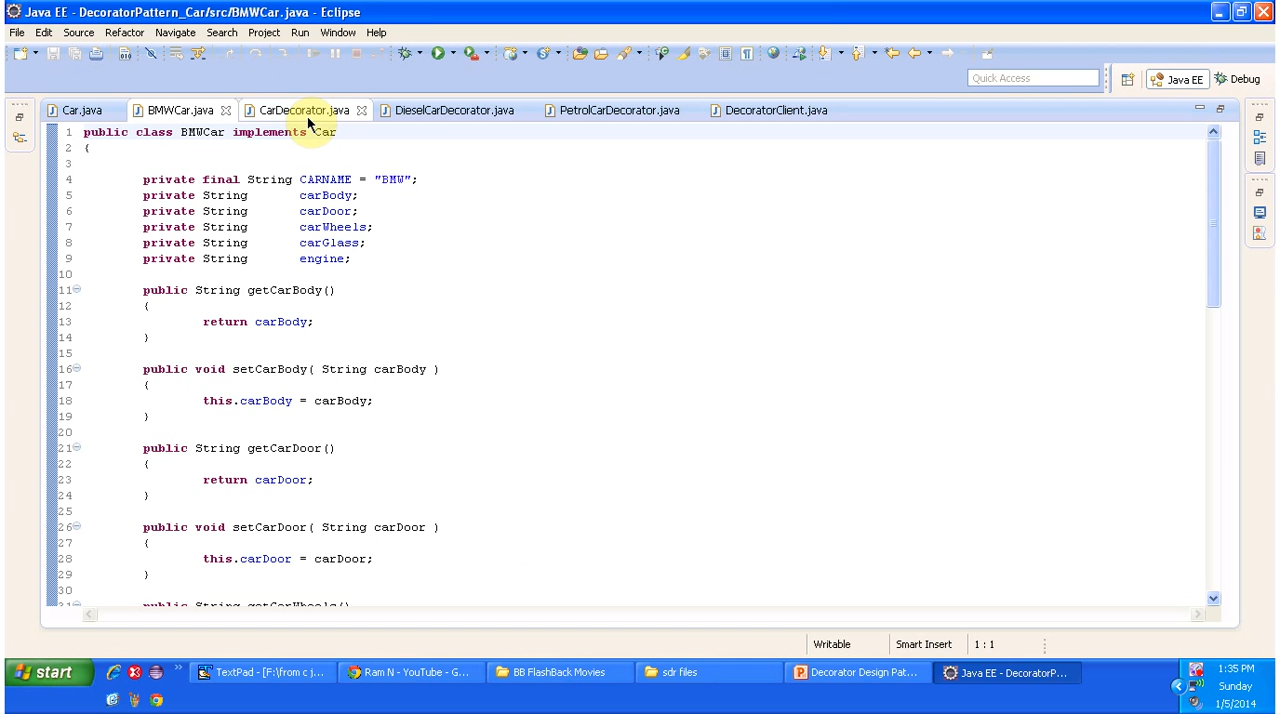 Java EE - DecoratorPattern_Car/src/BMWCar.java - Eclipse
File Edit Source Refactor Navigate Search Project Run Window Help
Quick Access
Java EE
Debug
Car.java
BMWCar.java
CarDecorator.java
DieselCarDecorator.java
PetrolCarDecorator.java
DecoratorClient.java
1 public class BMWCar implements Car
2 {
3
4 private final String CARNAME = "BMW";
5 private String carBody;
6 private String carDoor;
7 private String carWheels;
8 private String carGlass;
9 private String engine;
10
11 public String getCarBody()
12 {
13 return carBody;
14 }
15
16 public void setCarBody( String carBody )
17 {
18 this.carBody = carBody;
19 }
20
21 public String getCarDoor()
22 {
23 return carDoor;
24 }
25
26 public void setCarDoor( String carDoor )
27 {
28 this.carDoor = carDoor;
29 }
30
31 public String getCarWheels()
Writable
Smart Insert
1 : 1
start
TextPad - [F:\from c j...
Ram N - YouTube - G...
BB FlashBack Movies
sdr files
Decorator Design Pat...
Java EE - DecoratorP...
1:35 PM
Sunday
1/5/2014